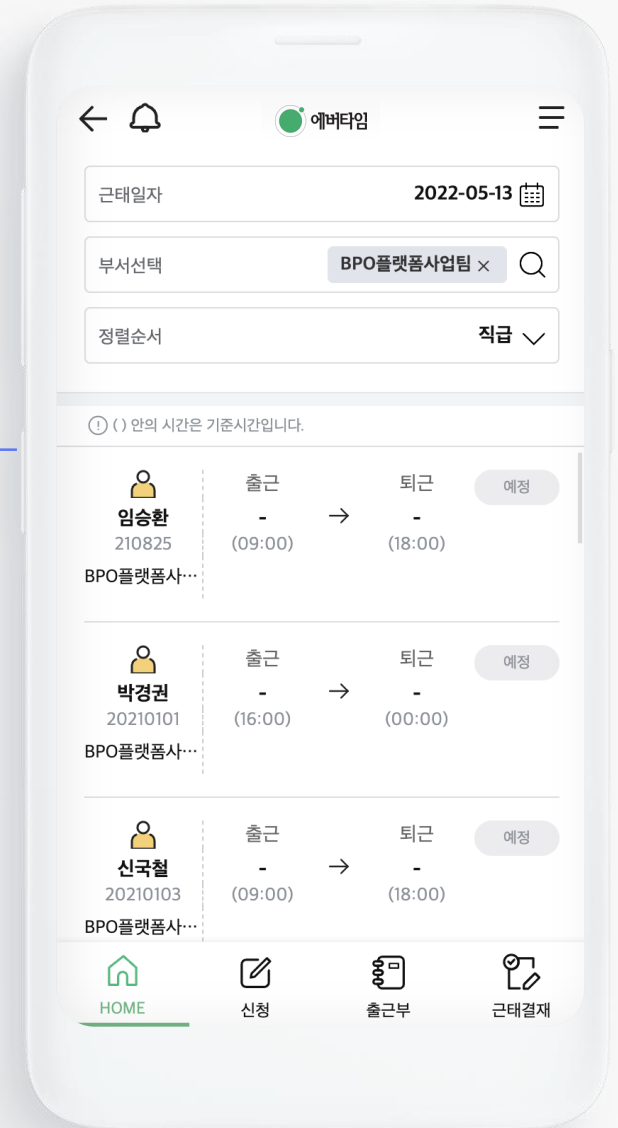 에버타임
근태일자 2022-05-13
부서선택 BPO플랫폼사업팀 ×
정렬순서 직급
( ) 안의 시간은 기준시간입니다.
출근 퇴근 예정
임승환 - → -
210825 (09:00) (18:00)
BPO플랫폼사···
출근 퇴근 예정
박경권 - → -
20210101 (16:00) (00:00)
BPO플랫폼사···
출근 퇴근 예정
신국철 - → -
20210103 (09:00) (18:00)
BPO플랫폼사···
HOME 신청 출근부 근태결재